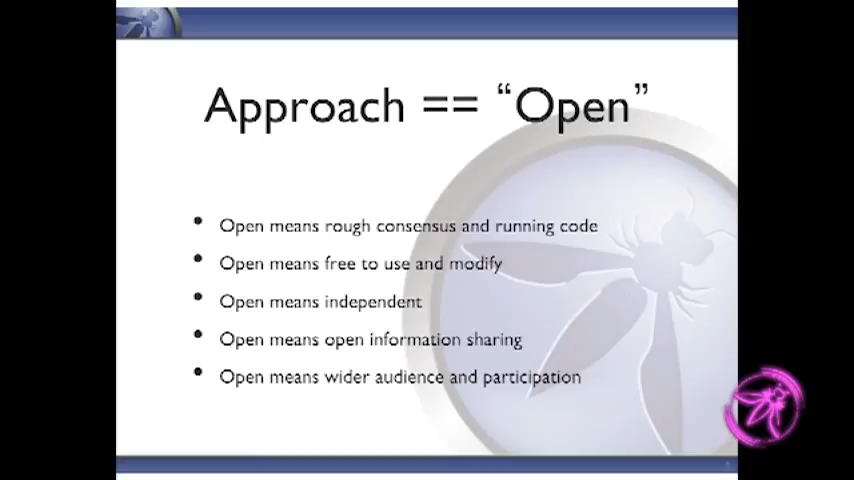 Approach == “Open”
• Open means rough consensus and running code
• Open means free to use and modify
• Open means independent
• Open means open information sharing
• Open means wider audience and participation